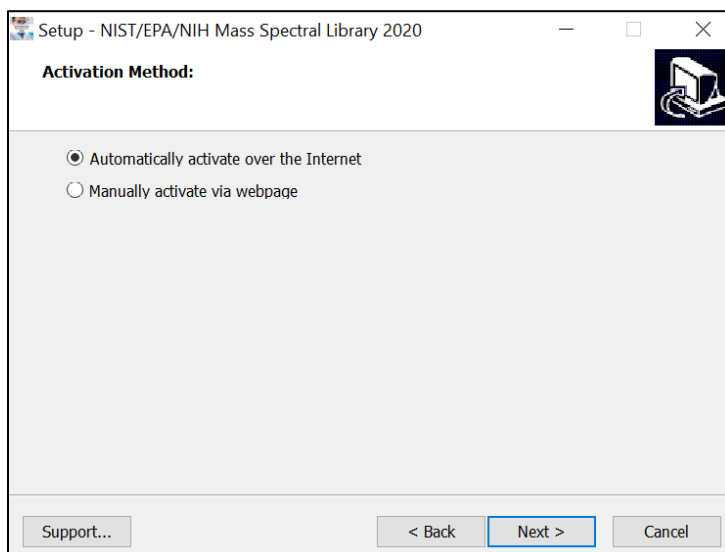 Setup - NIST/EPA/NIH Mass Spectral Library 2020
Activation Method:
Automatically activate over the Internet
Manually activate via webpage
Support...
< Back
Next >
Cancel